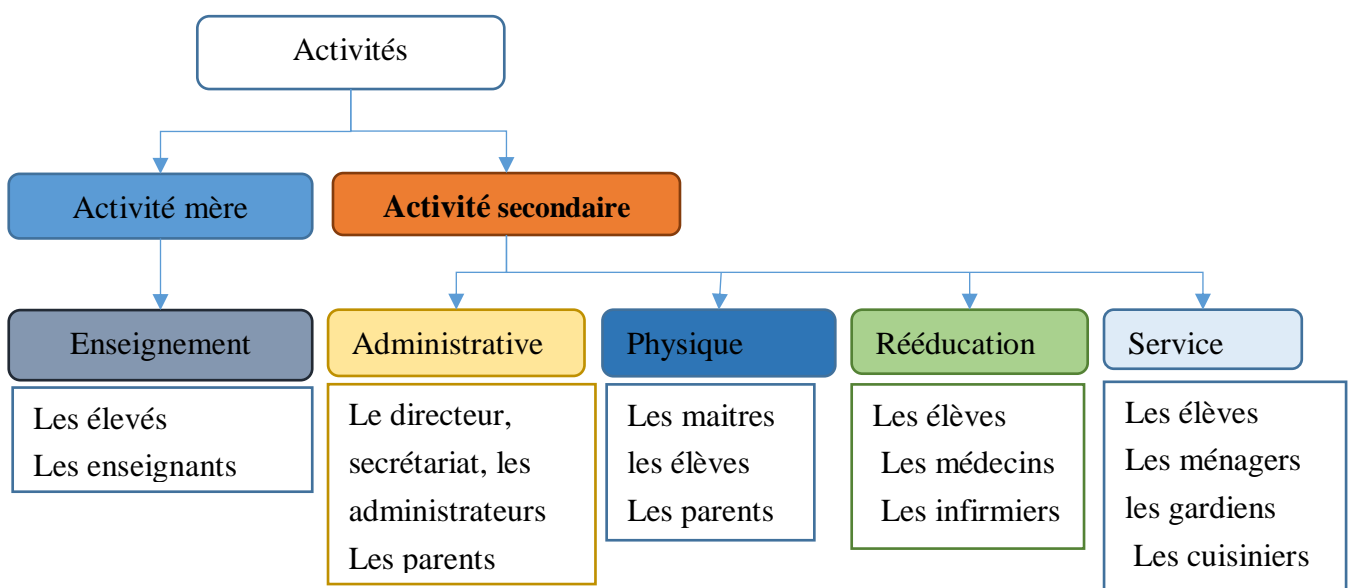 Activités
Activité mère
Activité secondaire
Enseignement
Les élevés
Les enseignants
Administrative
Le directeur,
secrétariat, les
administrateurs
Les parents
Physique
Les maitres
les élèves
Les parents
Rééducation
Les élèves
Les médecins
Les infirmiers
Service
Les élèves
Les ménagers
les gardiens
Les cuisiniers